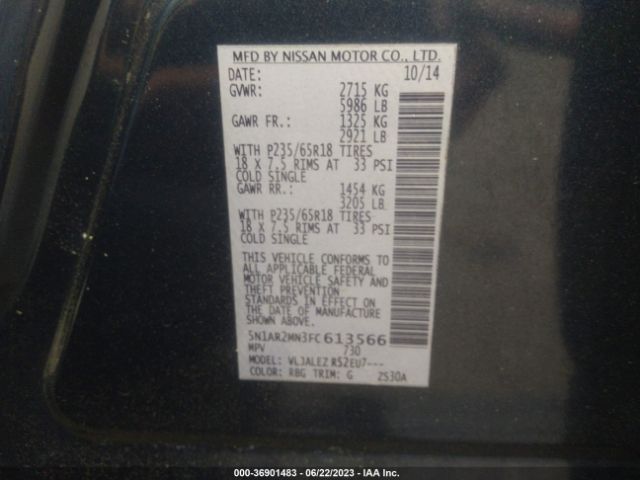 MFD BY NISSAN MOTOR CO., LTD.
DATE: 10/14
GVWR: 2715 KG
5986 LB
GAWR FR.: 1325 KG
2921 LB
WITH P235/65R18 TIRES
18 X 7.5 RIMS AT 33 PSI
COLD SINGLE
GAWR RR.: 1454 KG
3205 LB
WITH P235/65R18 TIRES
18 X 7.5 RIMS AT 33 PSI
COLD SINGLE
THIS VEHICLE CONFORMS TO
ALL APPLICABLE FEDERAL
MOTOR VEHICLE SAFETY AND
THEFT PREVENTION
STANDARDS IN EFFECT ON
THE DATE OF MANUFACTURE
SHOWN ABOVE.
5N1AR2MN3FC613566
MPV 730
MODEL: VLJALEZ R52EU7---
COLOR: RBG TRIM: G 2S30A
000-36901483 - 06/22/2023 - IAA Inc.